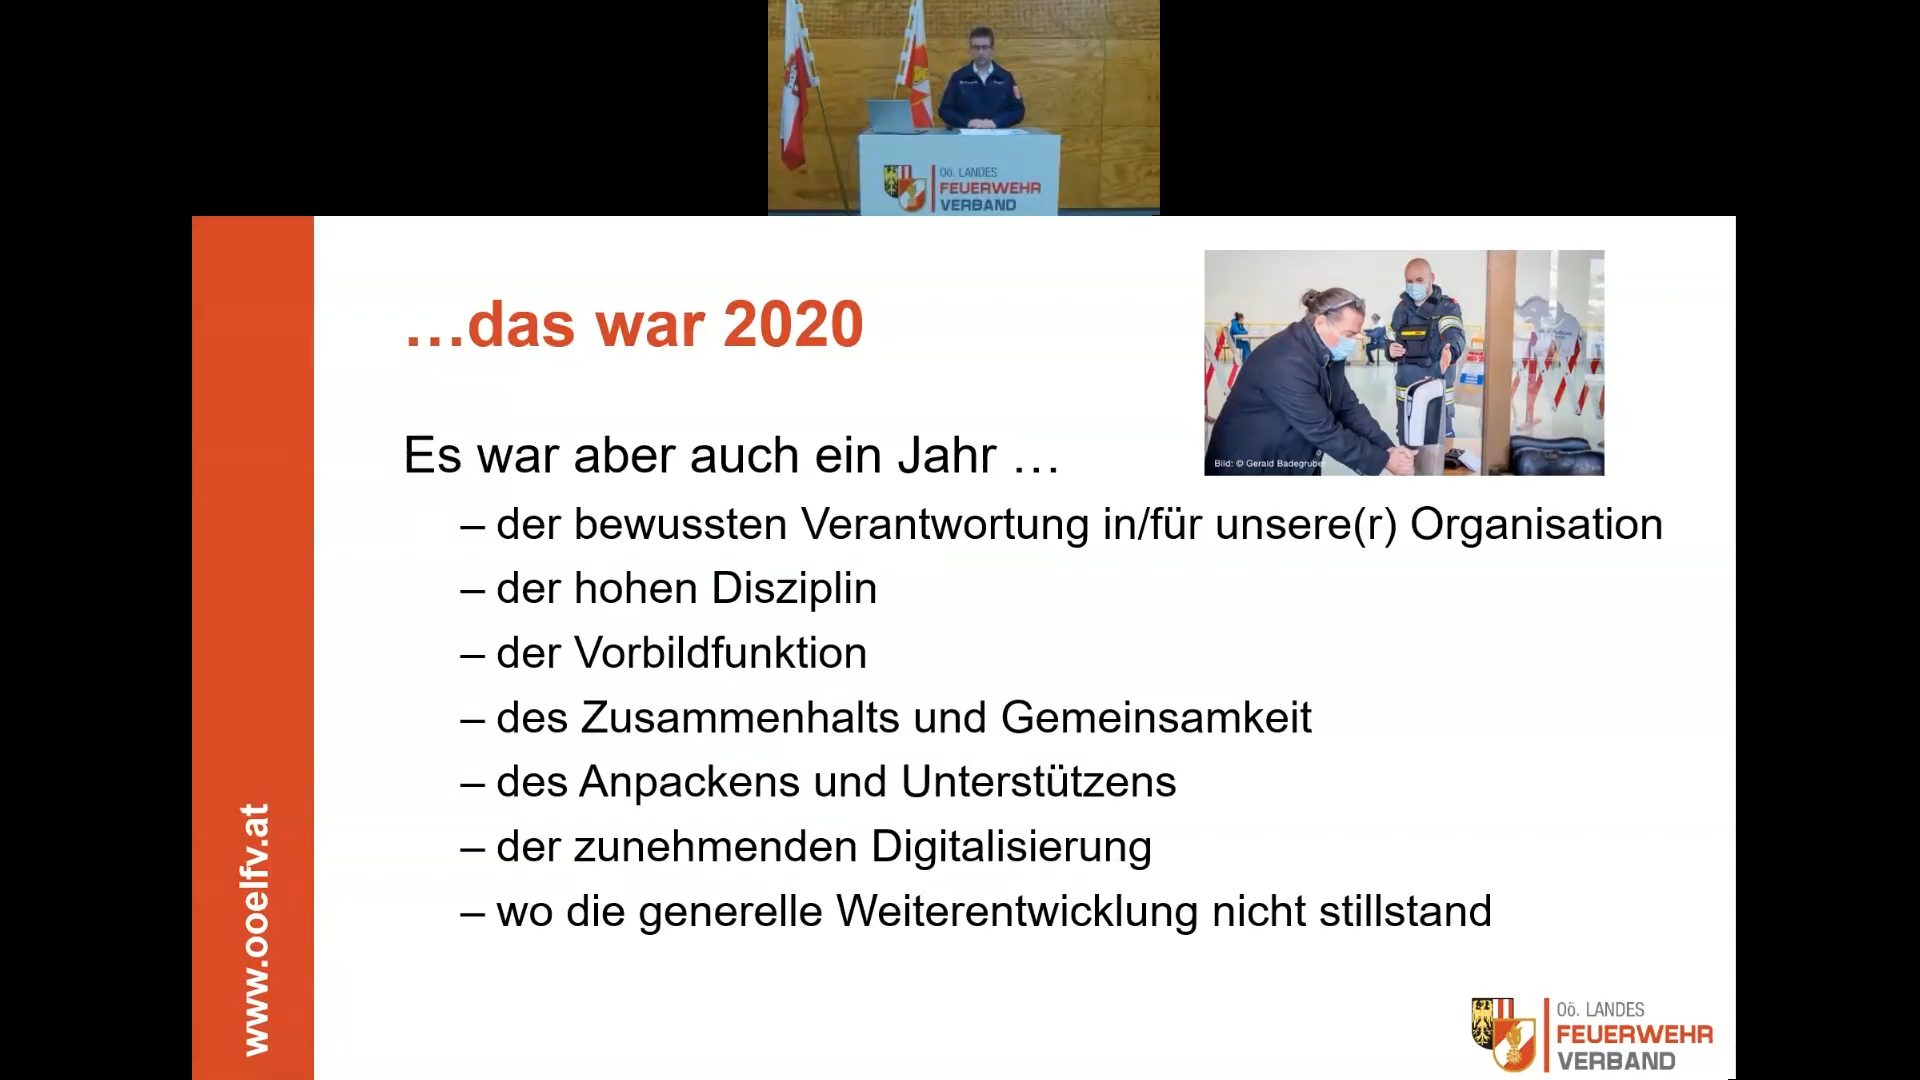 Oö. LANDES
FEUERWEHR
VERBAND
…das war 2020
Bild: © Gerald Badegruber
Es war aber auch ein Jahr …
– der bewussten Verantwortung in/für unsere(r) Organisation
– der hohen Disziplin
– der Vorbildfunktion
– des Zusammenhalts und Gemeinsamkeit
– des Anpackens und Unterstützens
– der zunehmenden Digitalisierung
– wo die generelle Weiterentwicklung nicht stillstand
www.ooelfv.at
Oö. LANDES
FEUERWEHR
VERBAND